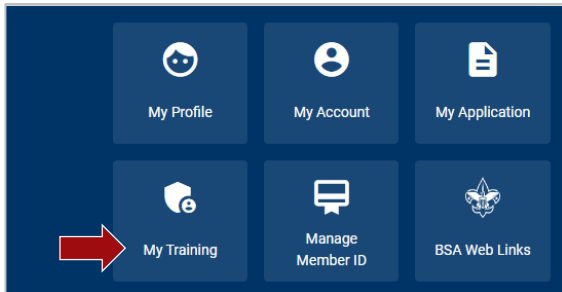 My Profile
My Account
My Application
My Training
Manage
Member ID
BSA Web Links